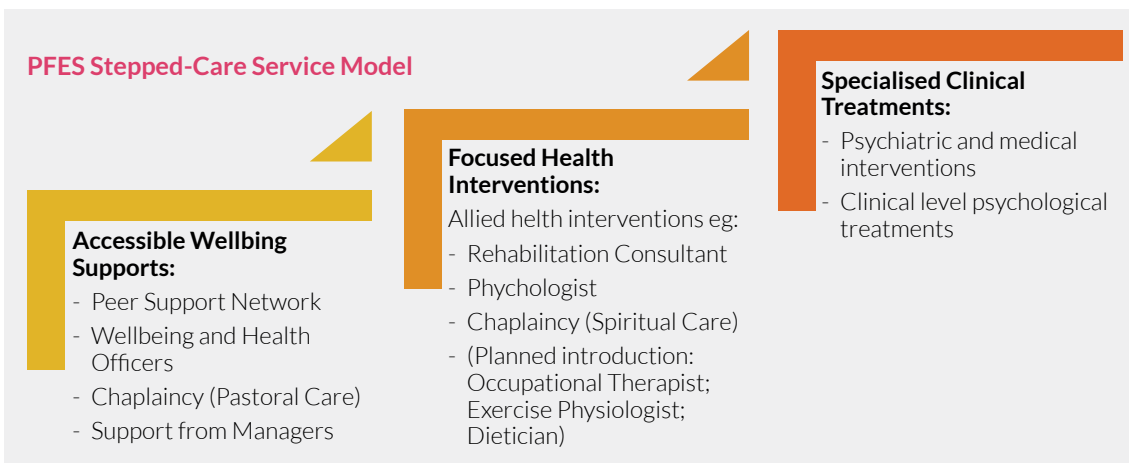 PFES Stepped-Care Service Model
Accessible Wellbing
Supports:
- Peer Support Network
- Wellbeing and Health
Officers
- Chaplaincy (Pastoral Care)
- Support from Managers
Focused Health
Interventions:
Allied helth interventions eg:
- Rehabilitation Consultant
- Phychologist
- Chaplaincy (Spiritual Care)
- (Planned introduction:
Occupational Therapist;
Exercise Physiologist;
Dietician)
Specialised Clinical
Treatments:
- Psychiatric and medical
interventions
- Clinical level psychological
treatments